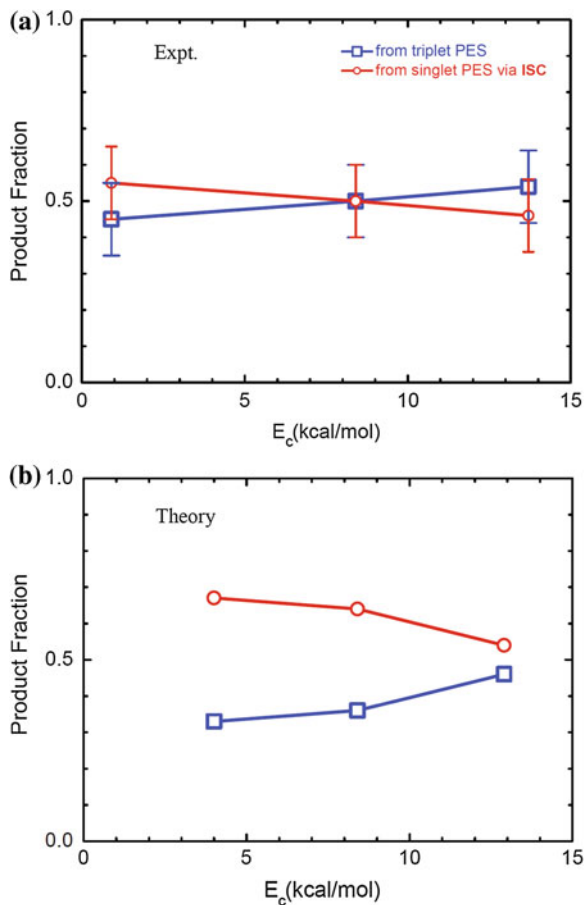 (a)
Expt.
from triplet PES
from singlet PES via ISC
Product Fraction
1.0
0.5
0.0
0
5
10
15
Ec(kcal/mol)
(b)
Theory
Product Fraction
1.0
0.5
0.0
0
5
10
15
Ec(kcal/mol)